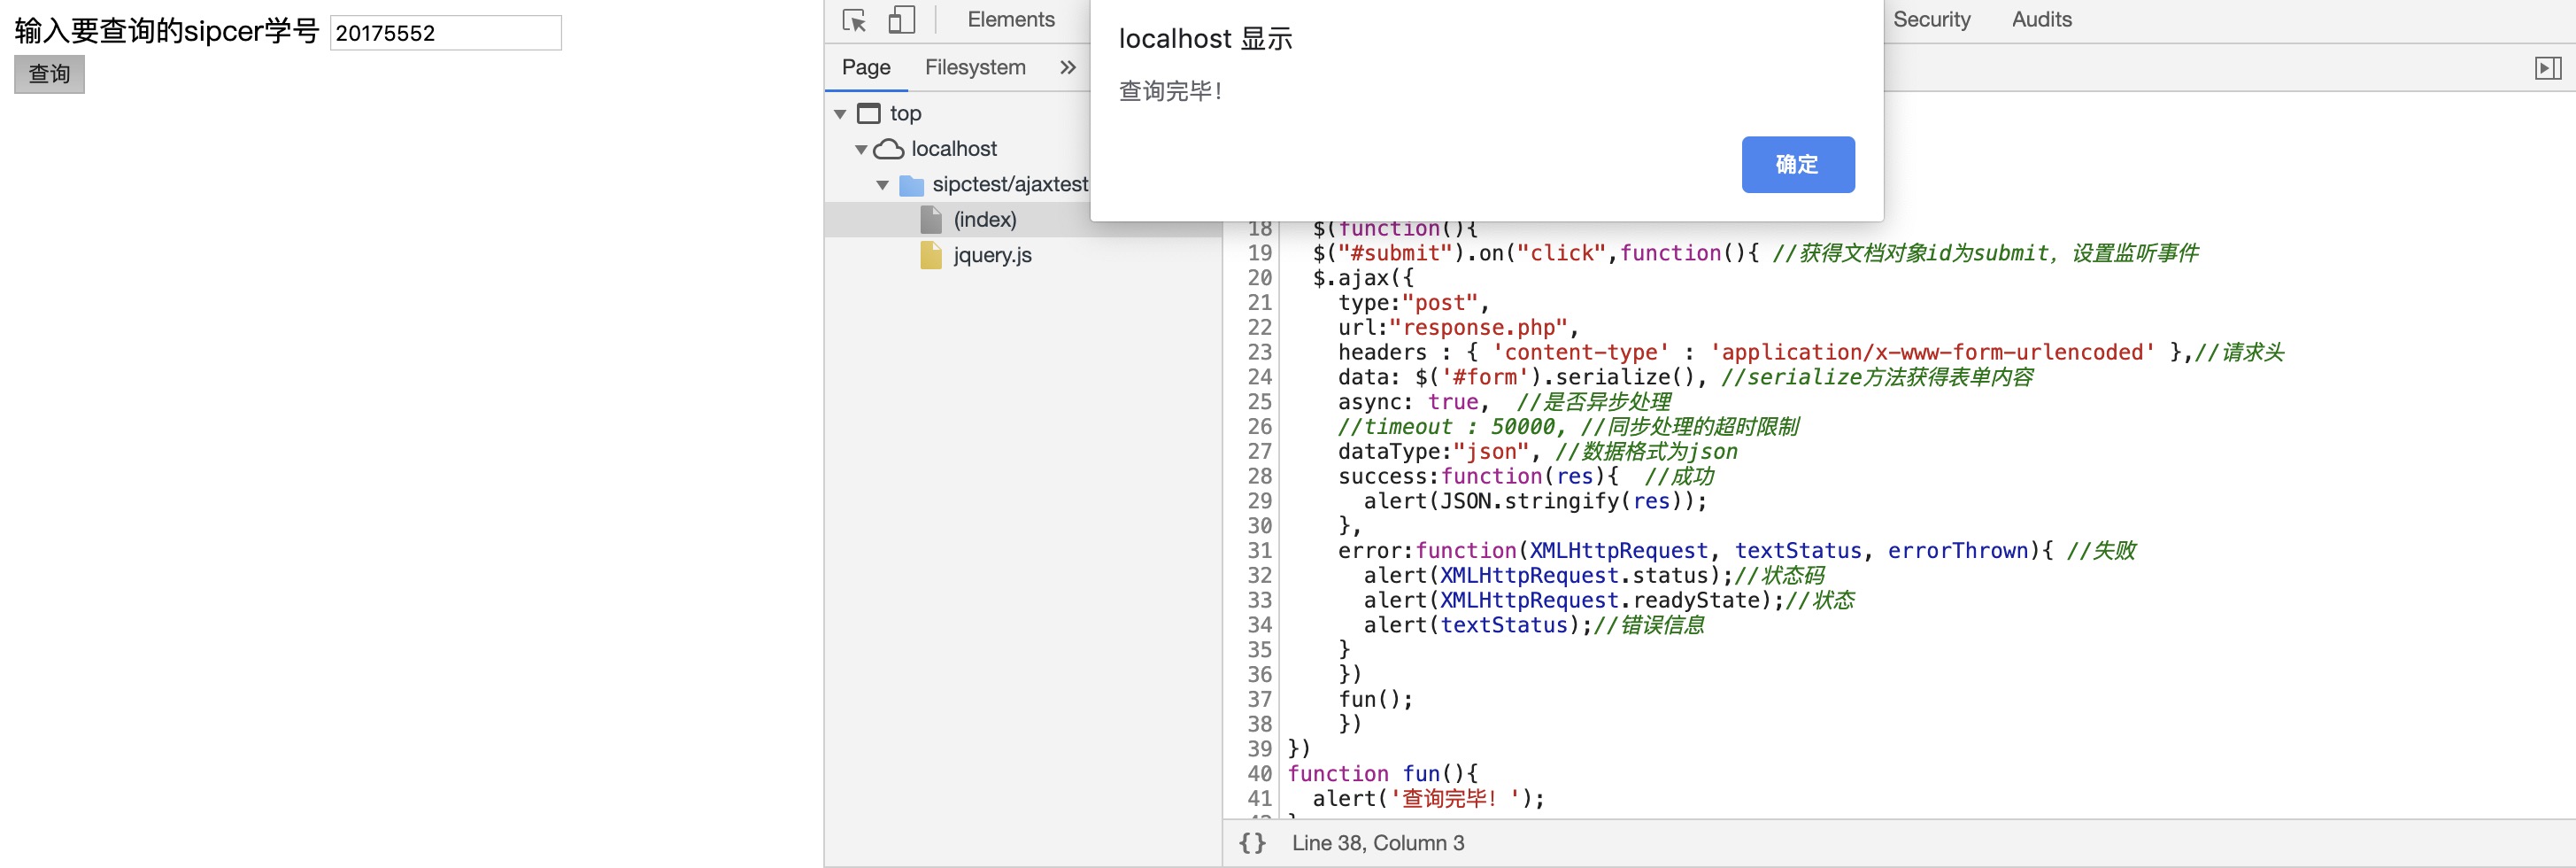 输入要查询的sipcer学号 20175552
查询
Elements
Security Audits
Page Filesystem »
localhost 显示
查询完毕！
确定
top
localhost
sipctest/ajaxtest
(index)
jquery.js
18 $(function(){
19 $("#submit").on("click",function(){ //获得文档对象id为submit，设置监听事件
20 $.ajax({
21 type:"post",
22 url:"response.php",
23 headers : { 'content-type' : 'application/x-www-form-urlencoded' },//请求头
24 data: $('#form').serialize(), //serialize方法获得表单内容
25 async: true, //是否异步处理
26 //timeout : 50000, //同步处理的超时限制
27 dataType:"json", //数据格式为json
28 success:function(res){ //成功
29 alert(JSON.stringify(res));
30 },
31 error:function(XMLHttpRequest, textStatus, errorThrown){ //失败
32 alert(XMLHttpRequest.status);//状态码
33 alert(XMLHttpRequest.readyState);//状态
34 alert(textStatus);//错误信息
35 }
36 })
37 fun();
38 })
39 })
40 function fun(){
41 alert('查询完毕！');
{} Line 38, Column 3